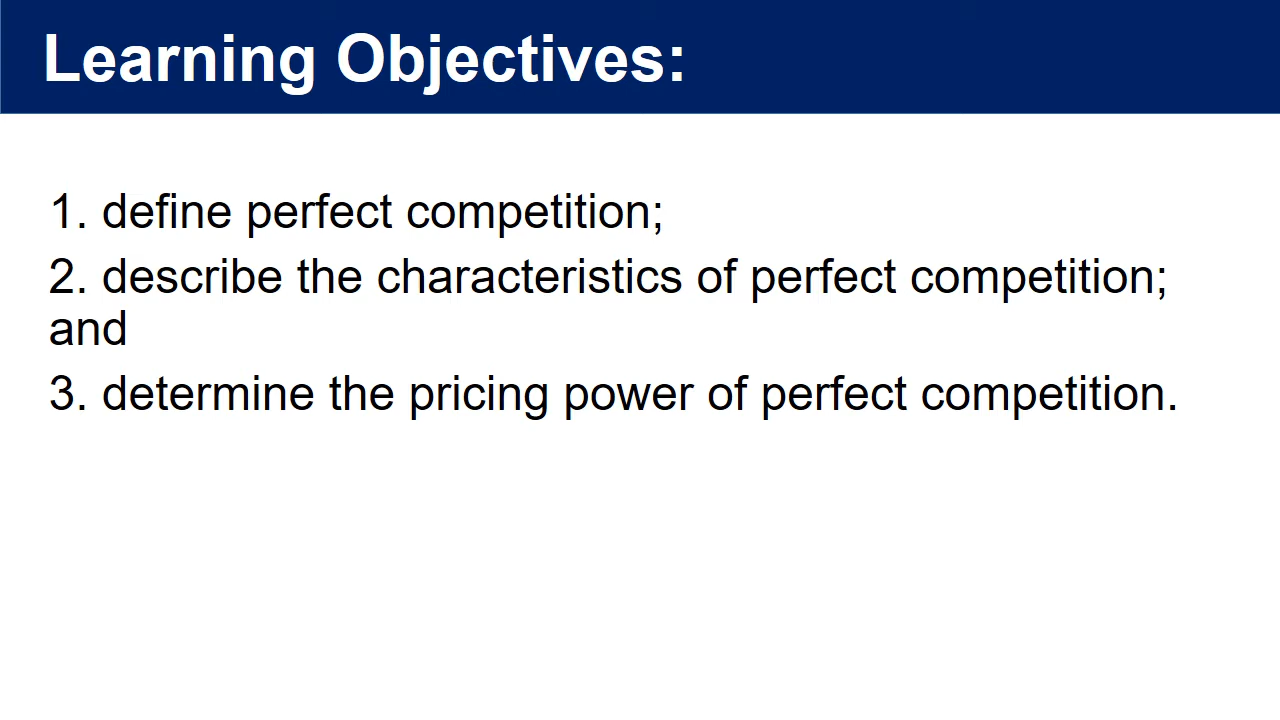 Learning Objectives:
1. define perfect competition;
2. describe the characteristics of perfect competition;
and
3. determine the pricing power of perfect competition.